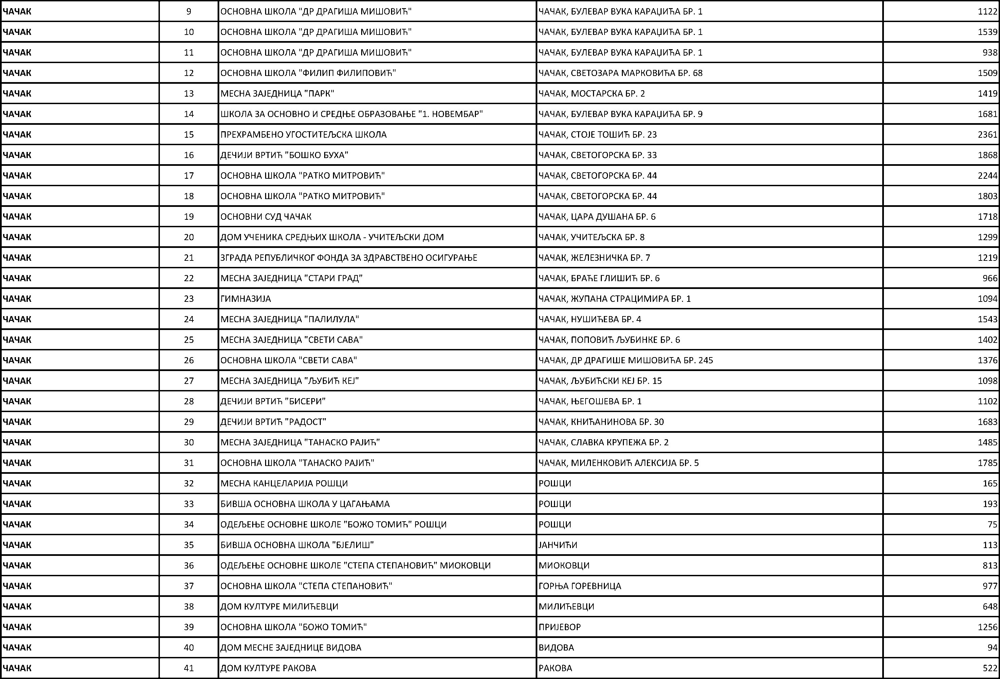 ЧАЧАК 9 ОСНОВНА ШКОЛА "ДР ДРАГИША МИШОВИЋ" ЧАЧАК, БУЛЕВАР ВУКА КАРАЏИЋА БР. 1 1122
ЧАЧАК 10 ОСНОВНА ШКОЛА "ДР ДРАГИША МИШОВИЋ" ЧАЧАК, БУЛЕВАР ВУКА КАРАЏИЋА БР. 1 1539
ЧАЧАК 11 ОСНОВНА ШКОЛА "ДР ДРАГИША МИШОВИЋ" ЧАЧАК, БУЛЕВАР ВУКА КАРАЏИЋА БР. 1 938
ЧАЧАК 12 ОСНОВНА ШКОЛА "ФИЛИП ФИЛИПОВИЋ" ЧАЧАК, СВЕТОЗАРА МАРКОВИЋА БР. 68 1509
ЧАЧАК 13 МЕСНА ЗАЈЕДНИЦА "ПАРК" ЧАЧАК, МОСТАРСКА БР. 2 1419
ЧАЧАК 14 ШКОЛА ЗА ОСНОВНО И СРЕДЊЕ ОБРАЗОВАЊЕ "1. НОВЕМБАР" ЧАЧАК, БУЛЕВАР ВУКА КАРАЏИЋА БР. 9 1681
ЧАЧАК 15 ПРЕХРАМБЕНО УГОСТИТЕЉСКА ШКОЛА ЧАЧАК, СТОЈЕ ТОШИЋ БР. 23 2361
ЧАЧАК 16 ДЕЧИЈИ ВРТИЋ "БОШКО БУХА" ЧАЧАК, СВЕТОГОРСКА БР. 33 1868
ЧАЧАК 17 ОСНОВНА ШКОЛА "РАТКО МИТРОВИЋ" ЧАЧАК, СВЕТОГОРСКА БР. 44 2244
ЧАЧАК 18 ОСНОВНА ШКОЛА "РАТКО МИТРОВИЋ" ЧАЧАК, СВЕТОГОРСКА БР. 44 1803
ЧАЧАК 19 ОСНОВНИ СУД ЧАЧАК ЧАЧАК, ЦАРА ДУШАНА БР. 6 1718
ЧАЧАК 20 ДОМ УЧЕНИКА СРЕДЊИХ ШКОЛА - УЧИТЕЉСКИ ДОМ ЧАЧАК, УЧИТЕЉСКА БР. 8 1299
ЧАЧАК 21 ЗГРАДА РЕПУБЛИЧКОГ ФОНДА ЗА ЗДРАВСТВЕНО ОСИГУРАЊЕ ЧАЧАК, ЖЕЛЕЗНИЧКА БР. 7 1219
ЧАЧАК 22 МЕСНА ЗАЈЕДНИЦА "СТАРИ ГРАД" ЧАЧАК, БРАЋЕ ГЛИШИЋ БР. 6 966
ЧАЧАК 23 ГИМНАЗИЈА ЧАЧАК, ЖУПАНА СТРАЦИМИРА БР. 1 1094
ЧАЧАК 24 МЕСНА ЗАЈЕДНИЦА "ПАЛИЛУЛА" ЧАЧАК, НУШИЋЕВА БР. 4 1543
ЧАЧАК 25 МЕСНА ЗАЈЕДНИЦА "СВЕТИ САВА" ЧАЧАК, ПОПОВИЋ ЉУБИНКЕ БР. 6 1402
ЧАЧАК 26 ОСНОВНА ШКОЛА "СВЕТИ САВА" ЧАЧАК, ДР ДРАГИШЕ МИШОВИЋА БР. 245 1376
ЧАЧАК 27 МЕСНА ЗАЈЕДНИЦА "ЉУБИЋ КЕЈ" ЧАЧАК, ЉУБИЋСКИ КЕЈ БР. 15 1098
ЧАЧАК 28 ДЕЧИЈИ ВРТИЋ "БИСЕРИ" ЧАЧАК, ЊЕГОШЕВА БР. 1 1102
ЧАЧАК 29 ДЕЧИЈИ ВРТИЋ "РАДОСТ" ЧАЧАК, КНИЋАНИНОВА БР. 30 1683
ЧАЧАК 30 МЕСНА ЗАЈЕДНИЦА "ТАНАСКО РАЈИЋ" ЧАЧАК, СЛАВКА КРУПЕЖА БР. 2 1485
ЧАЧАК 31 ОСНОВНА ШКОЛА "ТАНАСКО РАЈИЋ" ЧАЧАК, МИЛЕНКОВИЋ АЛЕКСИЈА БР. 5 1785
ЧАЧАК 32 МЕСНА КАНЦЕЛАРИЈА РОШЦИ РОШЦИ 165
ЧАЧАК 33 БИВША ОСНОВНА ШКОЛА У ЦАГАЊАМА РОШЦИ 193
ЧАЧАК 34 ОДЕЉЕЊЕ ОСНОВНЕ ШКОЛЕ "БОЖО ТОМИЋ" РОШЦИ РОШЦИ 75
ЧАЧАК 35 БИВША ОСНОВНА ШКОЛА "БЈЕЛИШ" ЈАНЧИЋИ 113
ЧАЧАК 36 ОДЕЉЕЊЕ ОСНОВНЕ ШКОЛЕ "СТЕПА СТЕПАНОВИЋ" МИОКОВЦИ МИОКОВЦИ 813
ЧАЧАК 37 ОСНОВНА ШКОЛА "СТЕПА СТЕПАНОВИЋ" ГОРЊА ГОРЕВНИЦА 977
ЧАЧАК 38 ДОМ КУЛТУРЕ МИЛИЋЕВЦИ МИЛИЋЕВЦИ 648
ЧАЧАК 39 ОСНОВНА ШКОЛА "БОЖО ТОМИЋ" ПРИЈЕВОР 1256
ЧАЧАК 40 ДОМ МЕСНЕ ЗАЈЕДНИЦЕ ВИДОВА ВИДОВА 94
ЧАЧАК 41 ДОМ КУЛТУРЕ РАКОВА РАКОВА 522